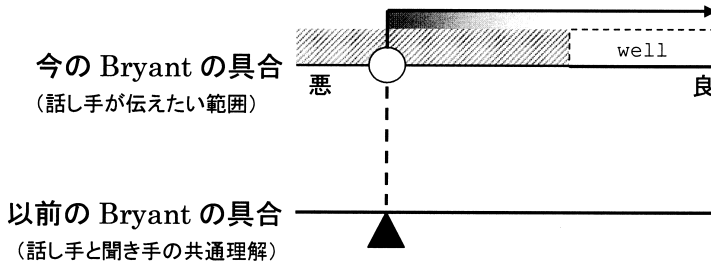 well
今の Bryant の具合
悪
良
（話し手が伝えたい範囲）
以前の Bryant の具合
（話し手と聞き手の共通理解）